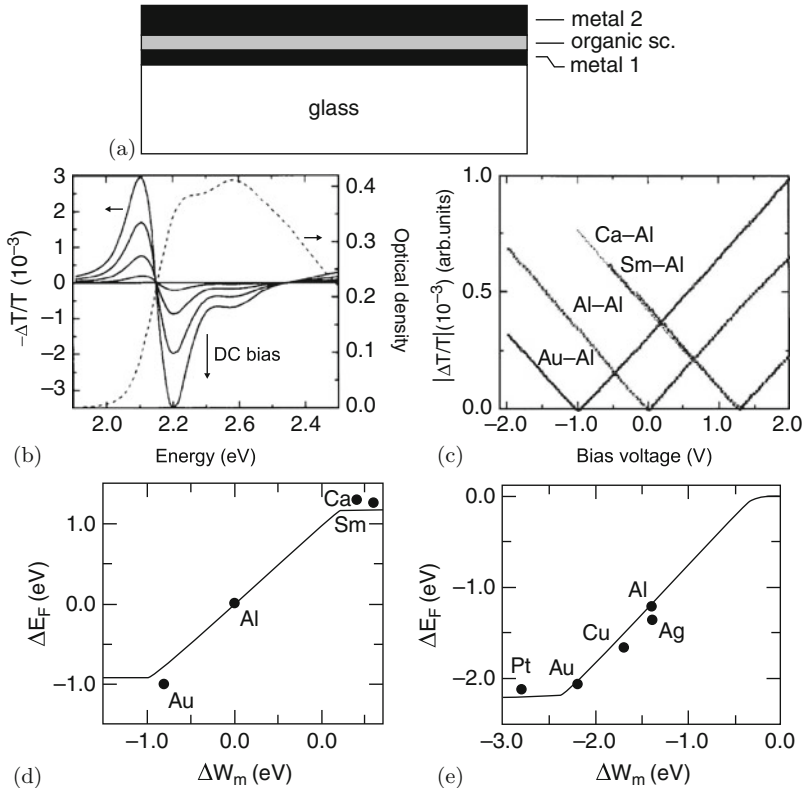 metal 2
organic sc.
metal 1
glass
(a)
3
2
1
0
−1
−2
−3
-ΔT/T (10⁻³)
0.4
0.3
0.2
0.1
0.0
Optical density
DC bias
2.0
2.2
2.2
2.4
Energy (eV)
(b)
1.0
0.5
0.0
|ΔT/T|(10⁻³) (arb.units)
Ca–Al
Sm–Al
Al–Al
Au–Al
-2.0
-1.0
0.0
1.0
2.0
Bias voltage (V)
(c)
1.0
0.0
−1.0
ΔE_F (eV)
Ca
Sm
Al
Au
−1.0
0.0
0.0
ΔW_m (eV)
(d)
0.0
−1.0
−2.0
ΔE_F (eV)
Al
Cu
Ag
Pt
Au
−3.0
−2.0
−1.0
0.0
ΔW_m (eV)
(e)